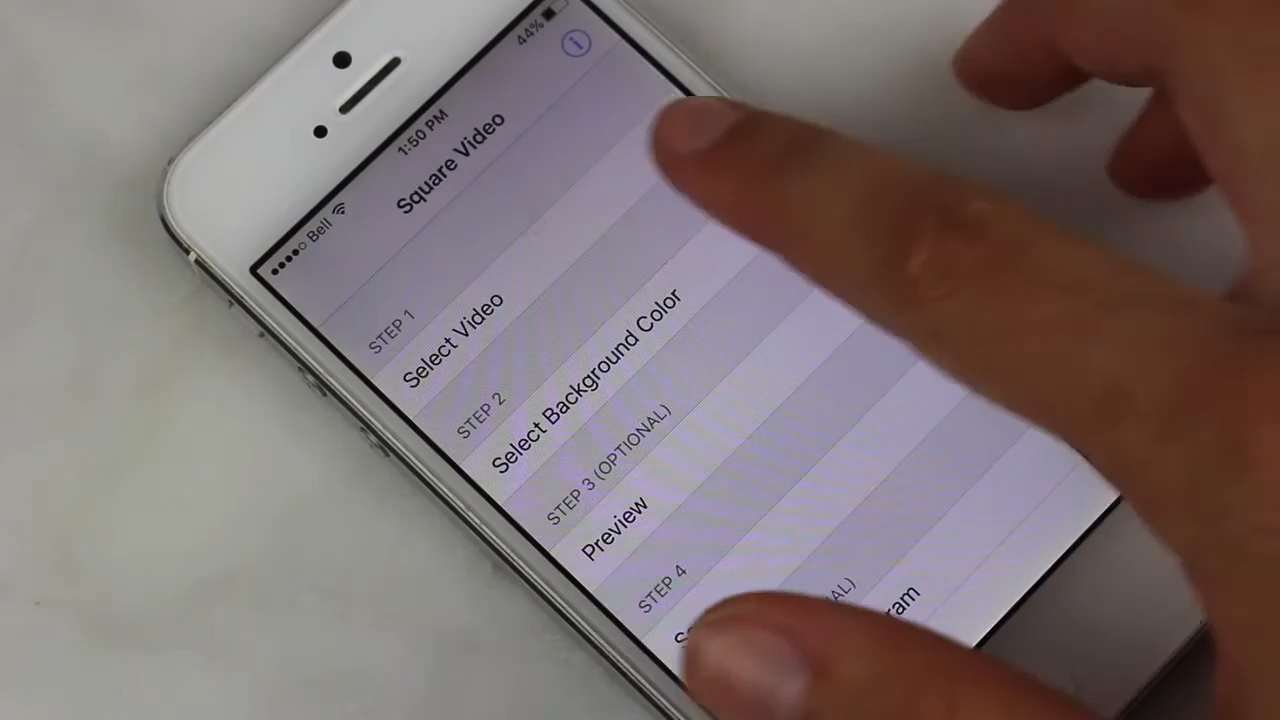 Bell 1:50 PM 44%
Square Video
STEP 1
Select Video
STEP 2
Select Background Color
STEP 3 (OPTIONAL)
Preview
STEP 4